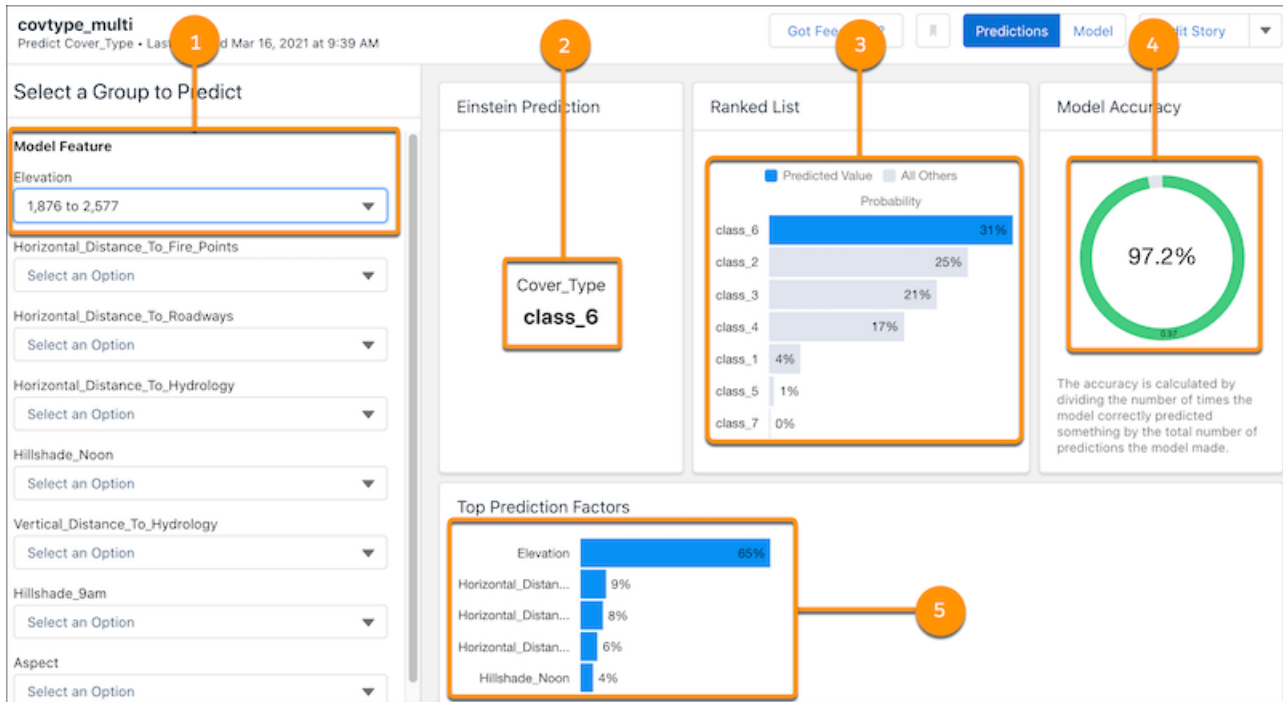 covtype_multi
Predict Cover_Type • Las d Mar 16, 2021 at 9:39 AM
1
2
Got Fee ?
3
Predictions
Model
4
dit Story
Select a Group to Predict
Model Feature
Elevation
1,876 to 2,577
Horizontal_Distance_To_Fire_Points
Select an Option
Horizontal_Distance_To_Roadways
Select an Option
Horizontal_Distance_To_Hydrology
Select an Option
Hillshade_Noon
Select an Option
Vertical_Distance_To_Hydrology
Select an Option
Hillshade_9am
Select an Option
Aspect
Select an Option
Einstein Prediction
Cover_Type
class_6
Ranked List
Predicted Value All Others
Probability
class_6 31%
class_2 25%
class_3 21%
class_4 17%
class_1 4%
class_5 1%
class_7 0%
Model Accuracy
97.2%
0.97
The accuracy is calculated by
dividing the number of times the
model correctly predicted
something by the total number of
predictions the model made.
Top Prediction Factors
Elevation 65%
Horizontal_Distan... 9%
Horizontal_Distan... 8%
Horizontal_Distan... 6%
Hillshade_Noon 4%
5